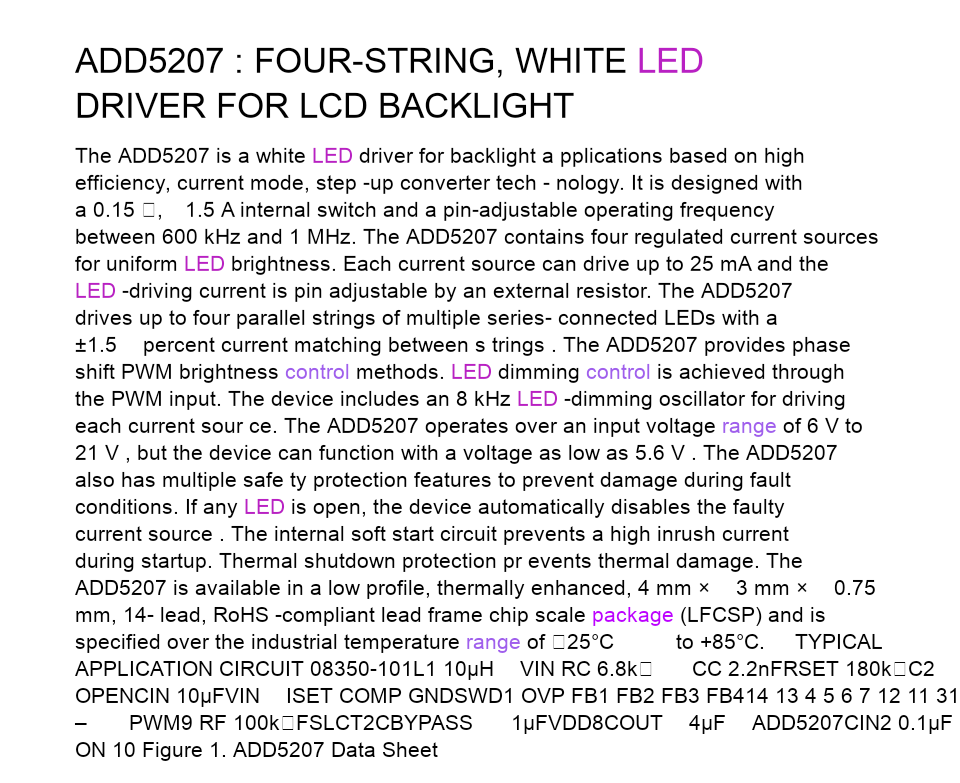 ADD5207 : FOUR-STRING, WHITE LED
DRIVER FOR LCD BACKLIGHT
The ADD5207 is a white LED driver for backlight a pplications based on high
efficiency, current mode, step -up converter tech - nology. It is designed with
a 0.15 □, 1.5 A internal switch and a pin-adjustable operating frequency
between 600 kHz and 1 MHz. The ADD5207 contains four regulated current sources
for uniform LED brightness. Each current source can drive up to 25 mA and the
LED -driving current is pin adjustable by an external resistor. The ADD5207
drives up to four parallel strings of multiple series- connected LEDs with a
±1.5 percent current matching between s trings . The ADD5207 provides phase
shift PWM brightness control methods. LED dimming control is achieved through
the PWM input. The device includes an 8 kHz LED -dimming oscillator for driving
each current sour ce. The ADD5207 operates over an input voltage range of 6 V to
21 V , but the device can function with a voltage as low as 5.6 V . The ADD5207
also has multiple safe ty protection features to prevent damage during fault
conditions. If any LED is open, the device automatically disables the faulty
current source . The internal soft start circuit prevents a high inrush current
during startup. Thermal shutdown protection pr events thermal damage. The
ADD5207 is available in a low profile, thermally enhanced, 4 mm × 3 mm × 0.75
mm, 14- lead, RoHS -compliant lead frame chip scale package (LFCSP) and is
specified over the industrial temperature range of □25°C to +85°C. TYPICAL
APPLICATION CIRCUIT 08350-101L1 10µH VIN RC 6.8k□ CC 2.2nFRSET 180k□C2
OPENCIN 10µFVIN ISET COMP GNDSWD1 OVP FB1 FB2 FB3 FB414 13 4 5 6 7 12 11 31
– PWM9 RF 100k□FSLCT2CBYPASS 1µFVDD8COUT 4µF ADD5207CIN2 0.1µF
ON 10 Figure 1. ADD5207 Data Sheet